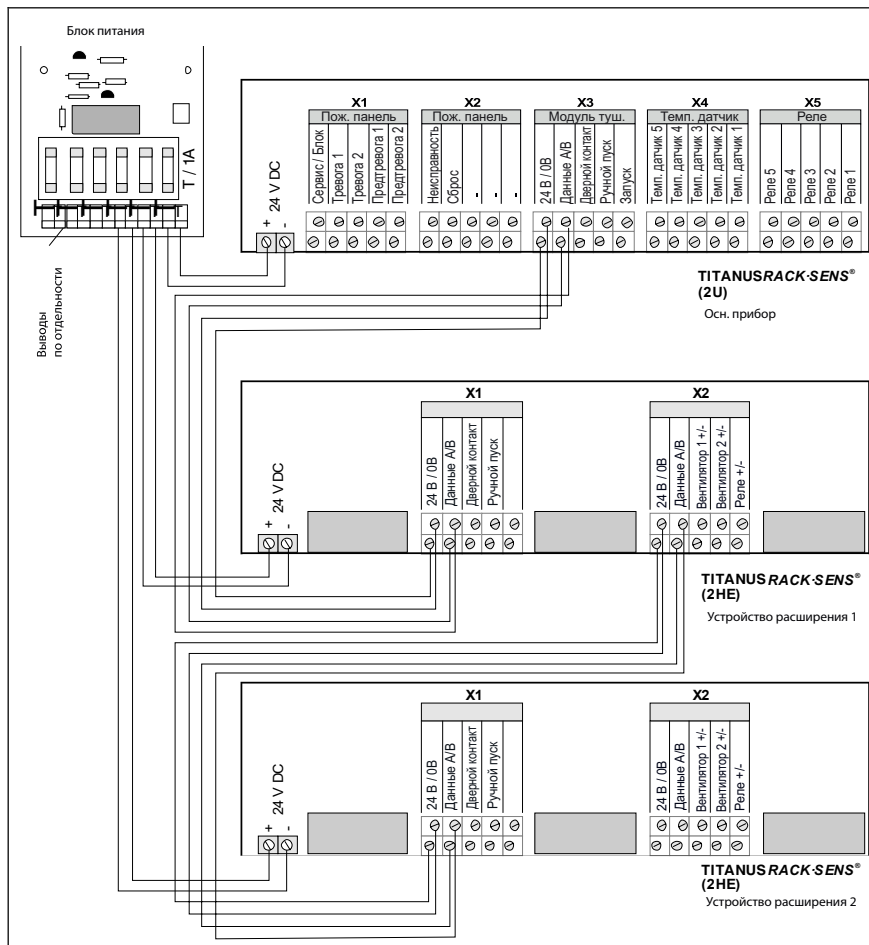 Блок питания
T / 1A
Выводы
по отдельности
+ 24 V DC -
X1
Пож. панель
Сервис / Блок
Тревога 1
Тревога 2
Предтревога 1
Предтревога 2
X2
Пож. панель
Неисправность
Сброс
-
-
-
X3
Модуль туш.
24 В / 0В
Данные A/B
Дверной контакт
Ручной пуск
Запуск
X4
Темп. датчик
Темп. датчик 5
Темп. датчик 4
Темп. датчик 3
Темп. датчик 2
Темп. датчик 1
X5
Реле
Реле 5
Реле 4
Реле 3
Реле 2
Реле 1
TITANUS RACK·SENS®
(2U)
Осн. прибор
+ 24 V DC -
X1
24 В / 0В
Данные A/B
Дверной контакт
Ручной пуск
X2
24 В / 0В
Данные A/B
Вентилятор 1 +/-
Вентилятор 2 +/-
Реле +/-
TITANUS RACK·SENS®
(2HE)
Устройство расширения 1
+ 24 V DC -
X1
24 В / 0В
Данные A/B
Дверной контакт
Ручной пуск
X2
24 В / 0В
Данные A/B
Вентилятор 1 +/-
Вентилятор 2 +/-
Реле +/-
TITANUS RACK·SENS®
(2HE)
Устройство расширения 2